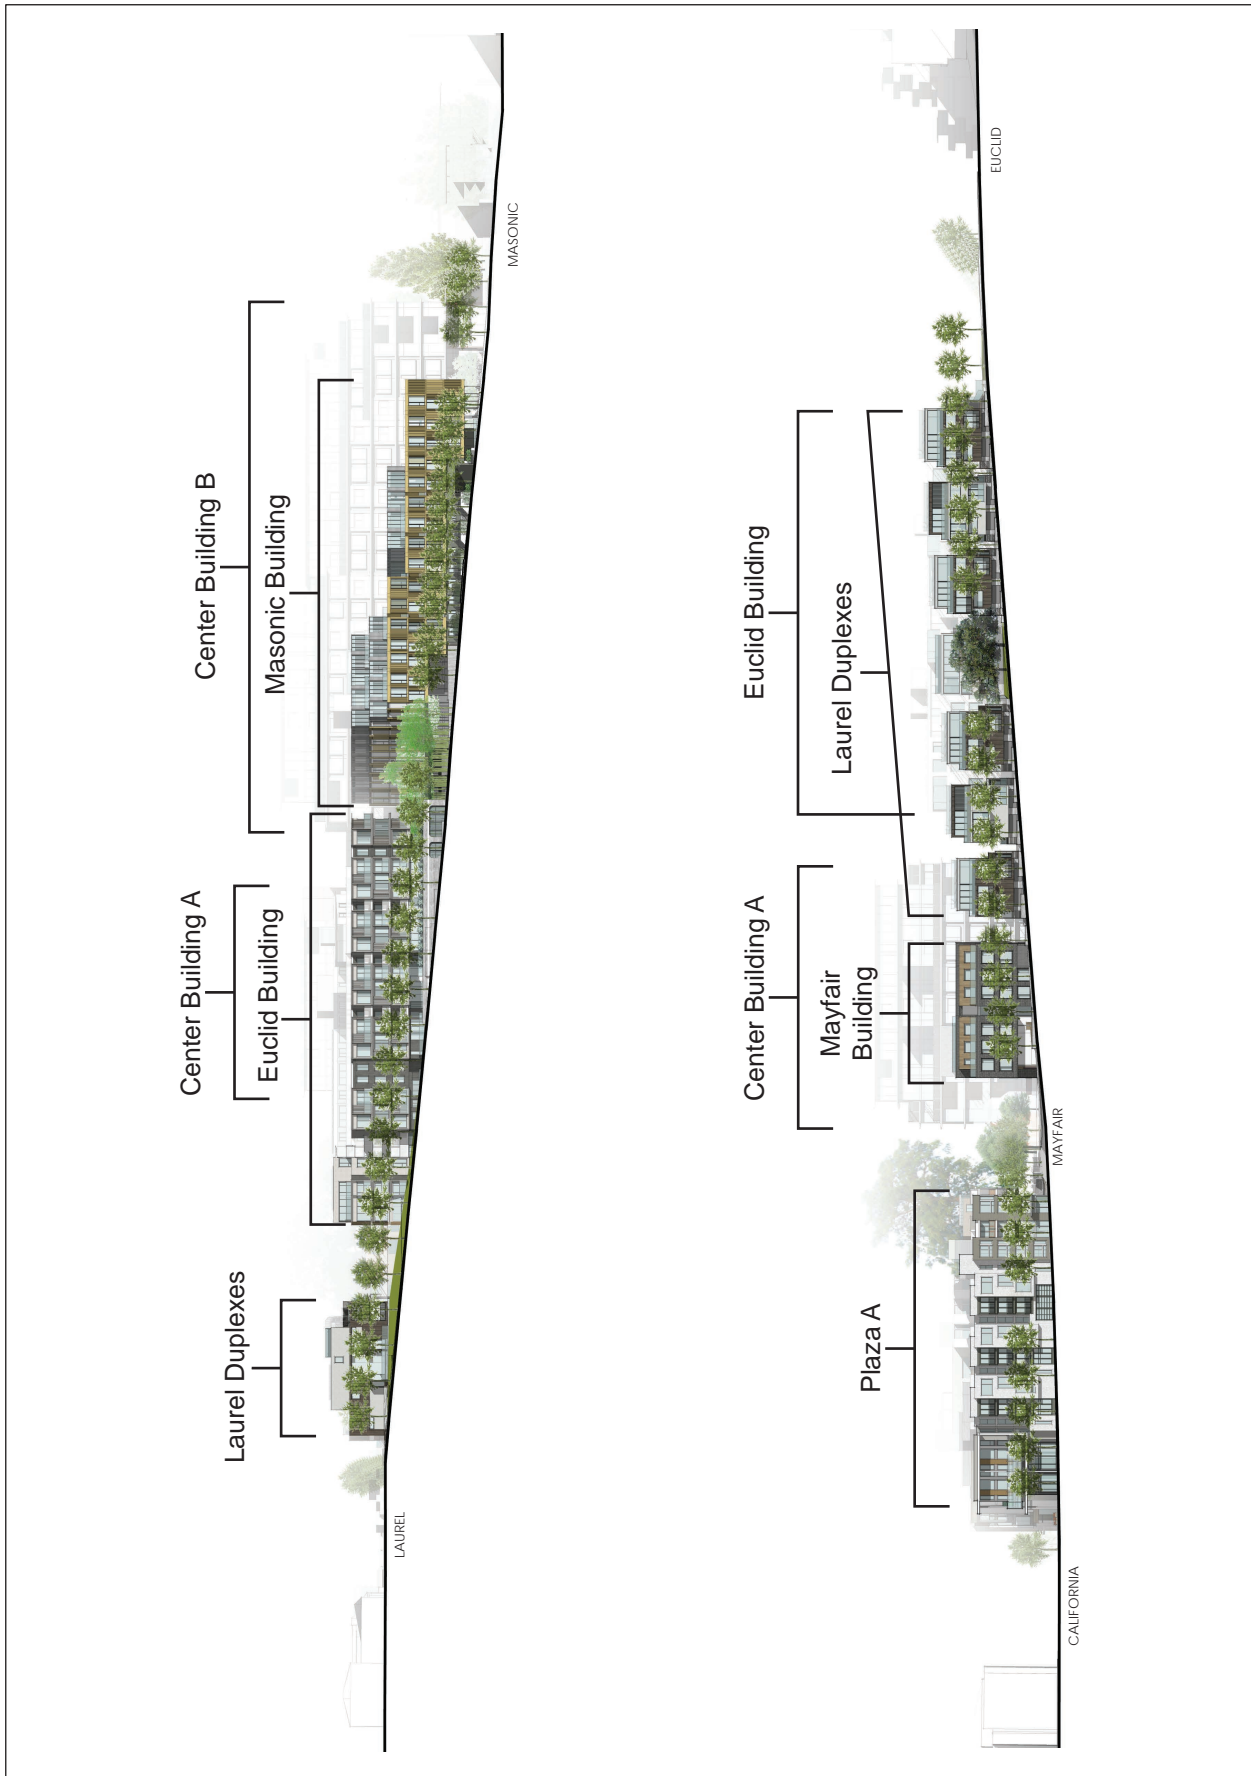 Center Building B
Masonic Building
Center Building A
Euclid Building
Laurel Duplexes
LAUREL
MASONIC
Euclid Building
Laurel Duplexes
Center Building A
Mayfair
Building
Plaza A
CALIFORNIA
MAYFAIR
EUCLID